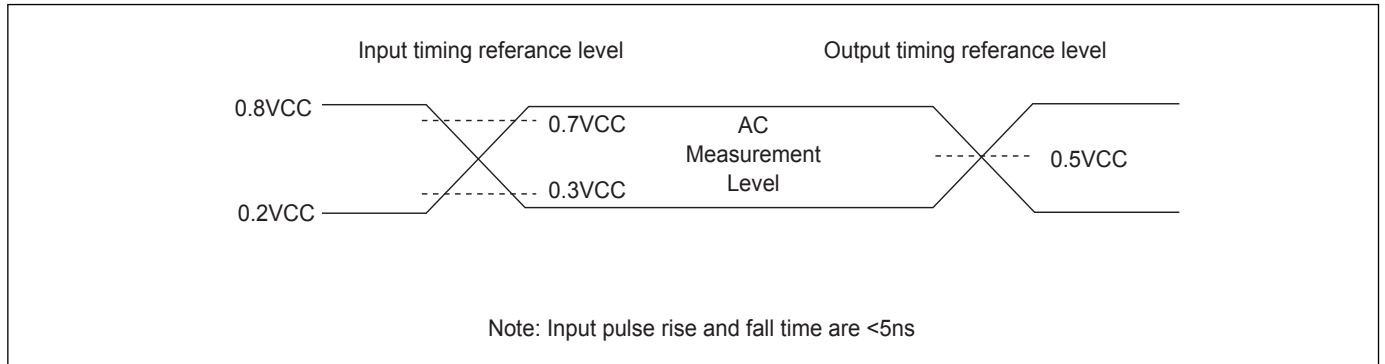 Input timing referance level
Output timing referance level
0.8VCC
0.7VCC
AC
Measurement
Level
0.5VCC
0.3VCC
0.2VCC
Note: Input pulse rise and fall time are <5ns